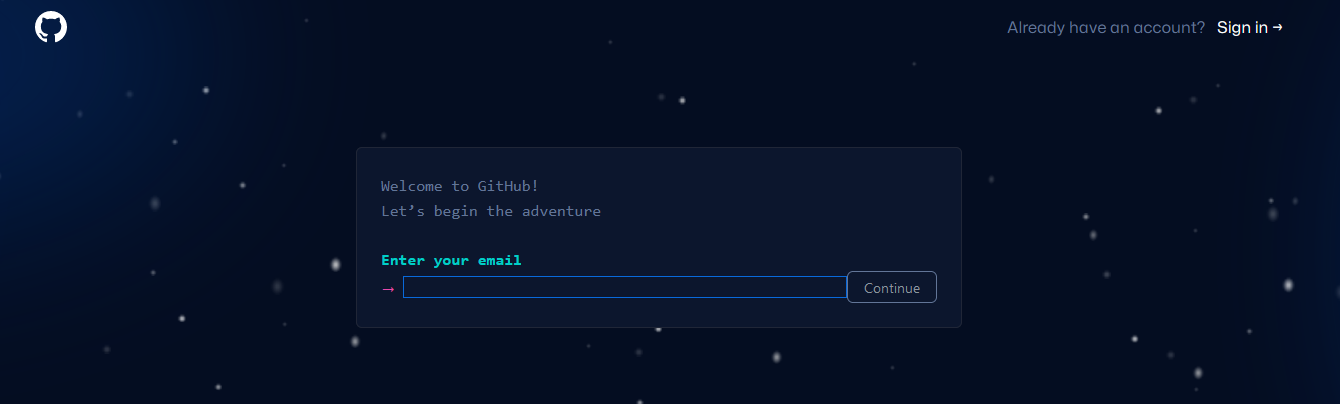 Already have an account? Sign in →
Welcome to GitHub!
Let’s begin the adventure
Enter your email
→
Continue